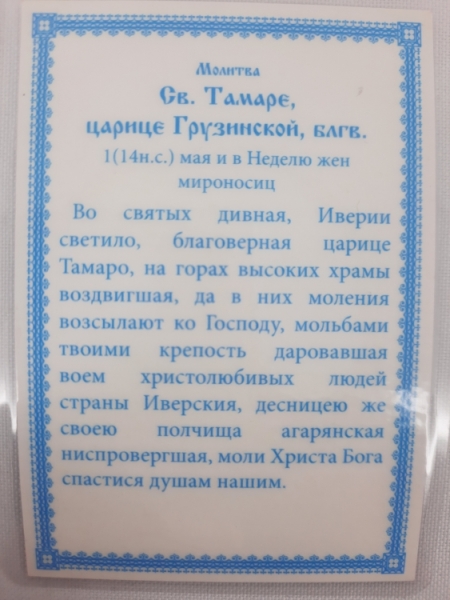 Молитва
Св. Тамаре,
царице Грузинской, блгв.
1(14н.с.) мая и в Неделю жен
мироносиц
Во святых дивная, Иверии
светило, благоверная царице
Тамаро, на горах высоких храмы
воздвигшая, да в них моления
возсылают ко Господу, мольбами
твоими крепость даровавшая
воем христолюбивых людей
страны Иверския, десницею же
своею полчища агарянская
ниспровергшая, моли Христа Бога
спастися душам нашим.